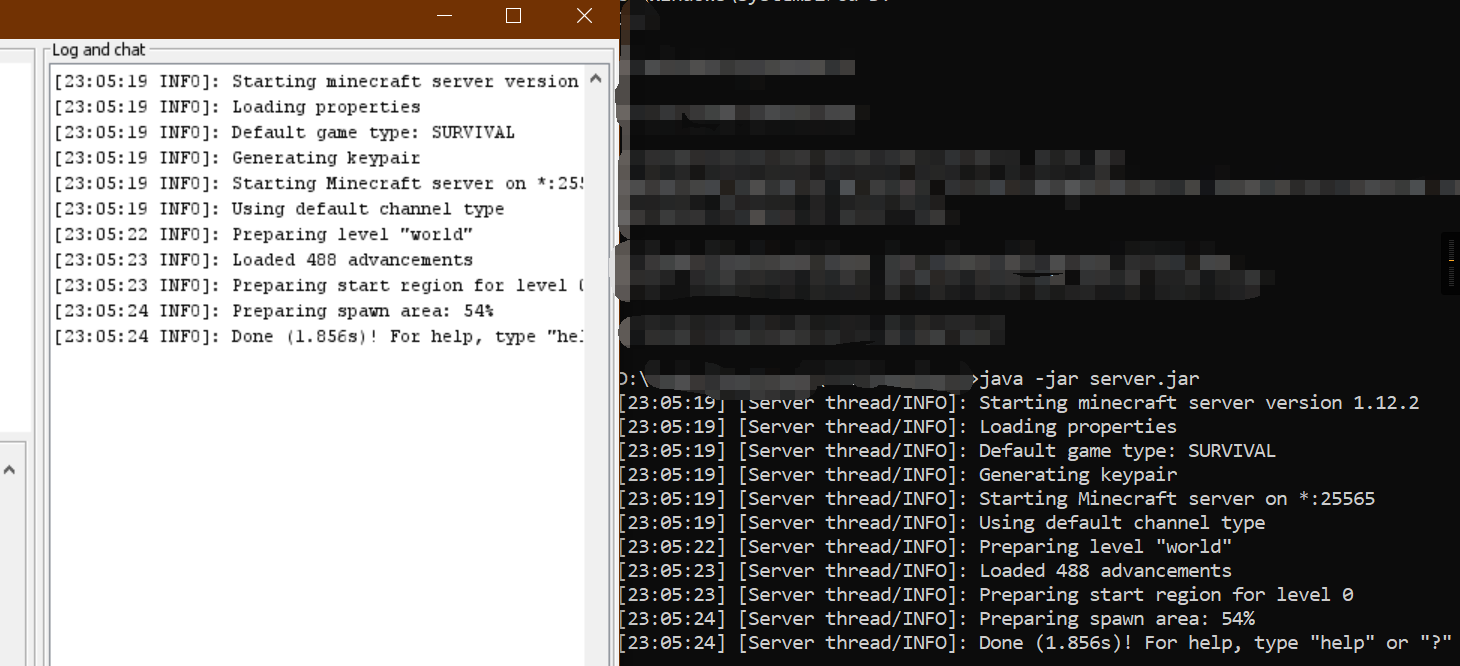 Log and chat
[23:05:19 INFO]: Starting minecraft server version
[23:05:19 INFO]: Loading properties
[23:05:19 INFO]: Default game type: SURVIVAL
[23:05:19 INFO]: Generating keypair
[23:05:19 INFO]: Starting Minecraft server on *:255
[23:05:19 INFO]: Using default channel type
[23:05:22 INFO]: Preparing level "world"
[23:05:23 INFO]: Loaded 488 advancements
[23:05:23 INFO]: Preparing start region for level 0
[23:05:24 INFO]: Preparing spawn area: 54%
[23:05:24 INFO]: Done (1.856s)! For help, type "hel
D:\
>java -jar server.jar
[23:05:19] [Server thread/INFO]: Starting minecraft server version 1.12.2
[23:05:19] [Server thread/INFO]: Loading properties
[23:05:19] [Server thread/INFO]: Default game type: SURVIVAL
[23:05:19] [Server thread/INFO]: Generating keypair
[23:05:19] [Server thread/INFO]: Starting Minecraft server on *:25565
[23:05:19] [Server thread/INFO]: Using default channel type
[23:05:22] [Server thread/INFO]: Preparing level "world"
[23:05:23] [Server thread/INFO]: Loaded 488 advancements
[23:05:23] [Server thread/INFO]: Preparing start region for level 0
[23:05:24] [Server thread/INFO]: Preparing spawn area: 54%
[23:05:24] [Server thread/INFO]: Done (1.856s)! For help, type "help" or "?"